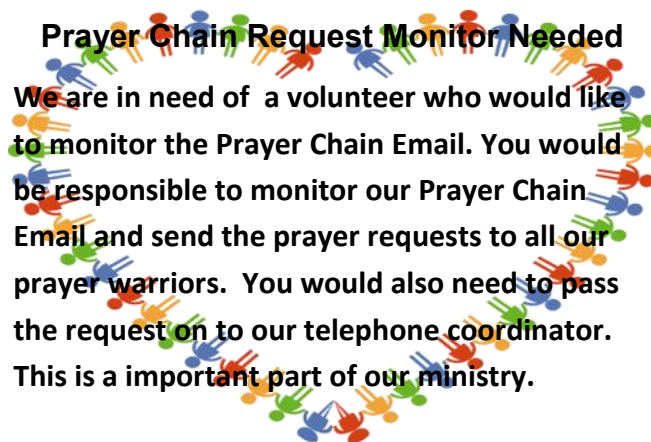 Prayer Chain Request Monitor Needed
We are in need of  a volunteer who would like
to monitor the Prayer Chain Email. You would
be responsible to monitor our Prayer Chain
Email and send the prayer requests to all our
prayer warriors.  You would also need to pass
the request on to our telephone coordinator.
This is a important part of our ministry.